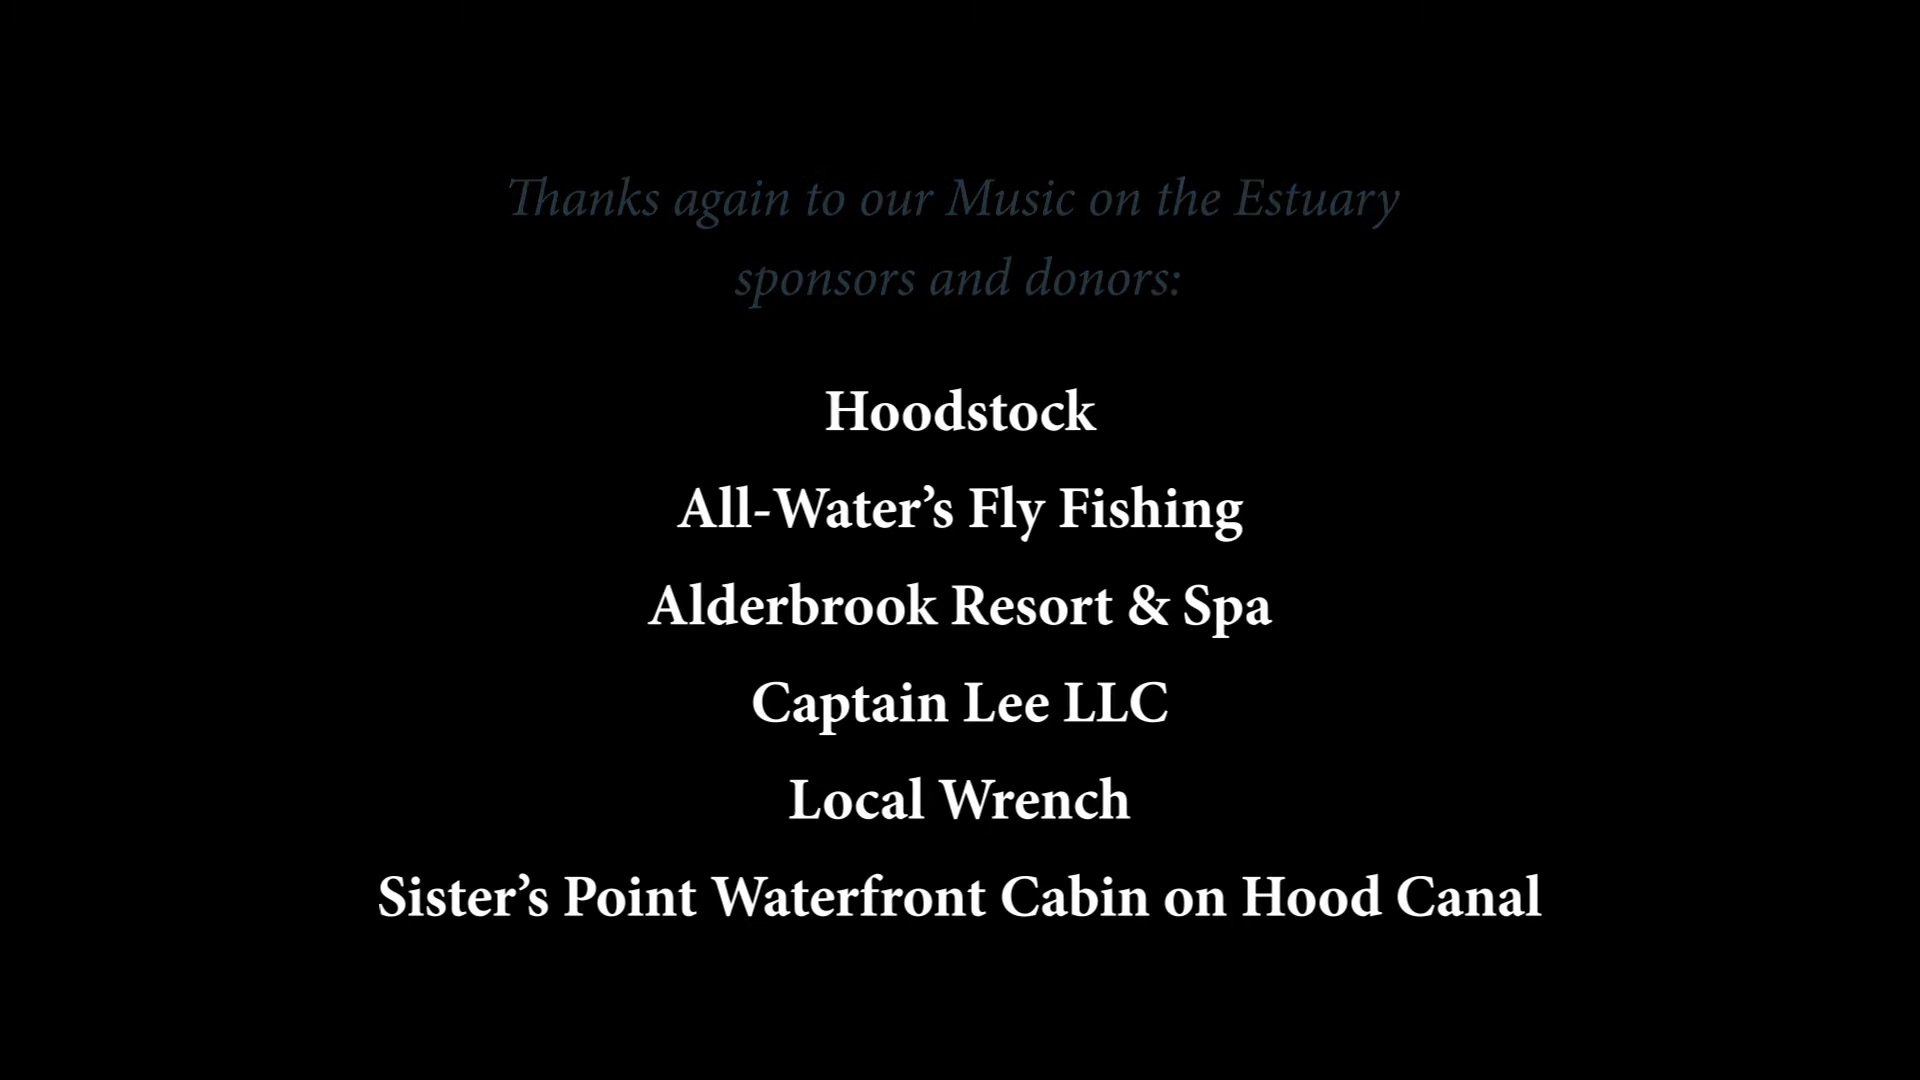 Thanks again to our Music on the Estuary
sponsors and donors:
Hoodstock
All-Water’s Fly Fishing
Alderbrook Resort & Spa
Captain Lee LLC
Local Wrench
Sister’s Point Waterfront Cabin on Hood Canal